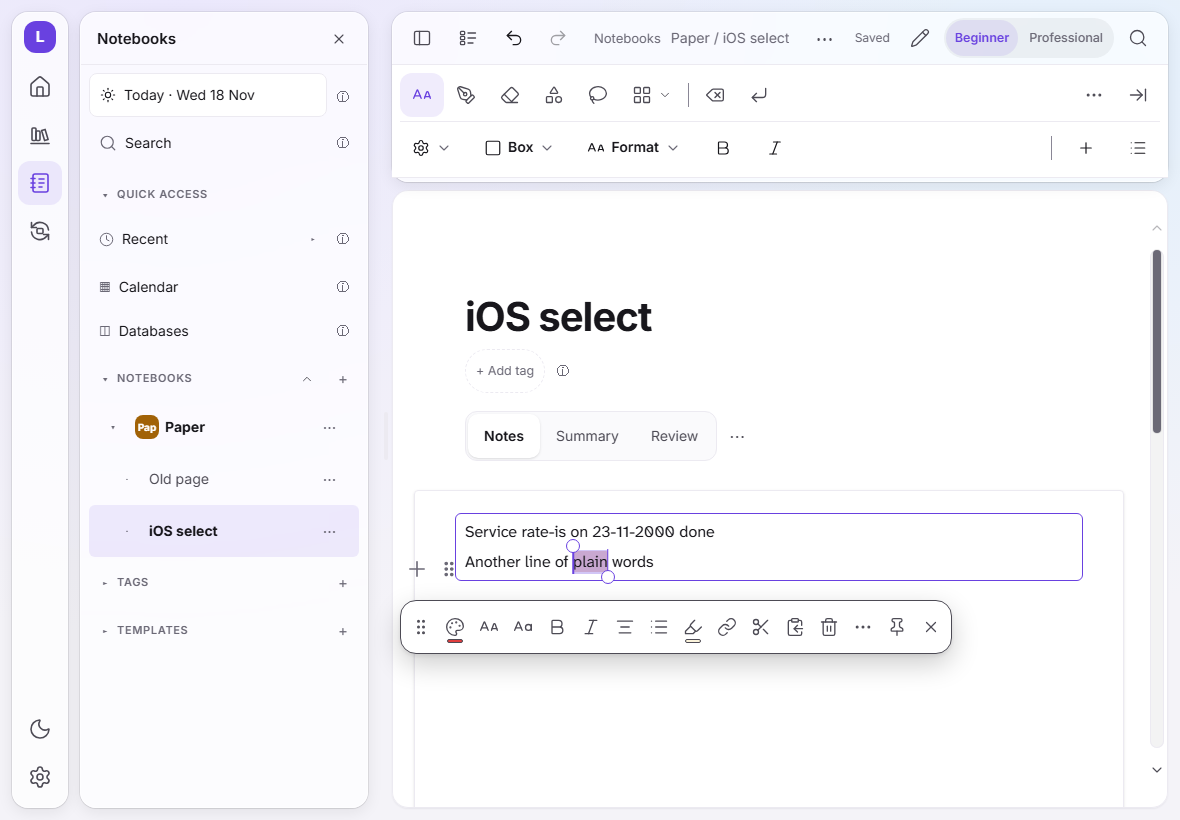 L
Notebooks
Today · Wed 18 Nov
Search
QUICK ACCESS
Recent
Calendar
Databases
NOTEBOOKS
Pap Paper
Old page
iOS select
TAGS
TEMPLATES
Notebooks Paper / iOS select
Saved
Beginner Professional
AA
Box
AA Format
B I
iOS select
+ Add tag
Notes Summary Review
Service rate-is on 23-11-2000 done
Another line of plain words
AA Aa B I